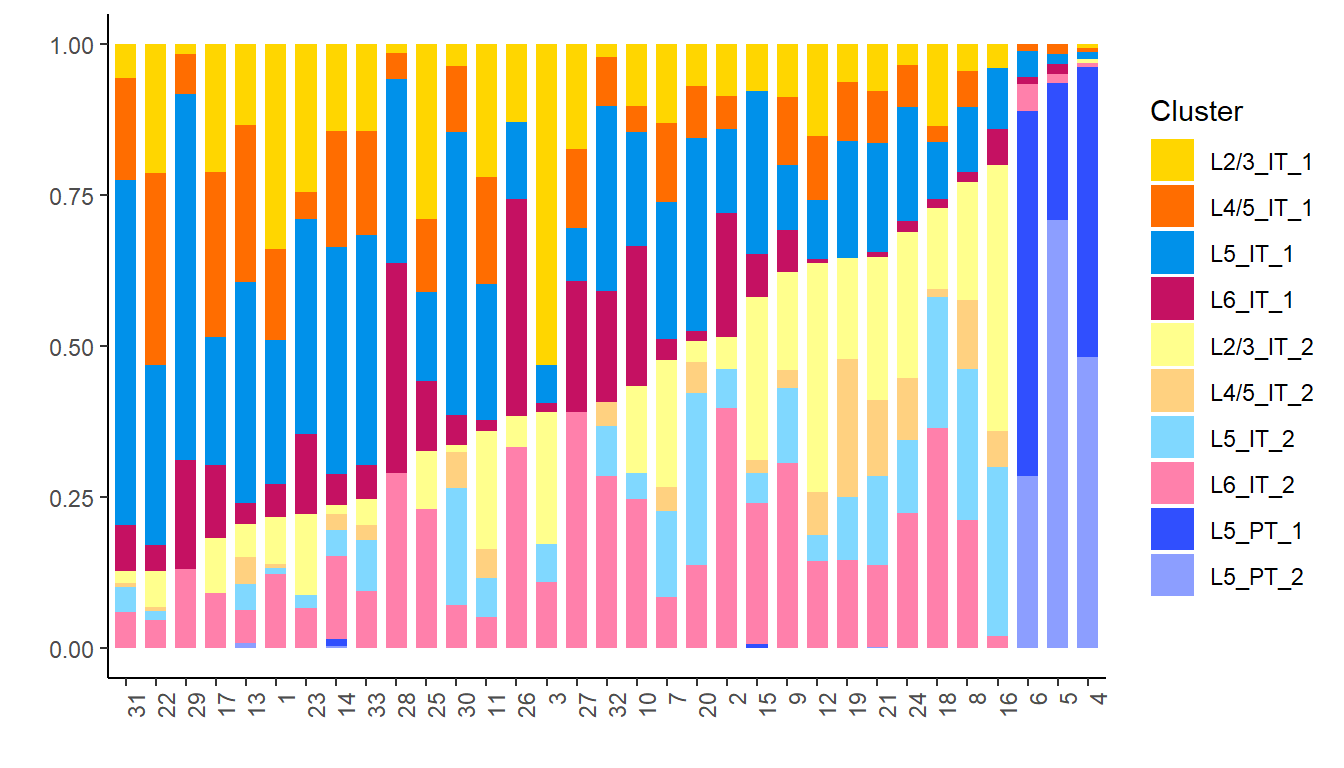 1.00
0.75
0.50
0.25
0.00
31 22 29 17 13 1 23 14 33 28 25 30 11 26 3 27 32 10 7 20 2 15 9 12 19 21 24 18 8 16 6 5 4
Cluster
L2/3_IT_1
L4/5_IT_1
L5_IT_1
L6_IT_1
L2/3_IT_2
L4/5_IT_2
L5_IT_2
L6_IT_2
L5_PT_1
L5_PT_2